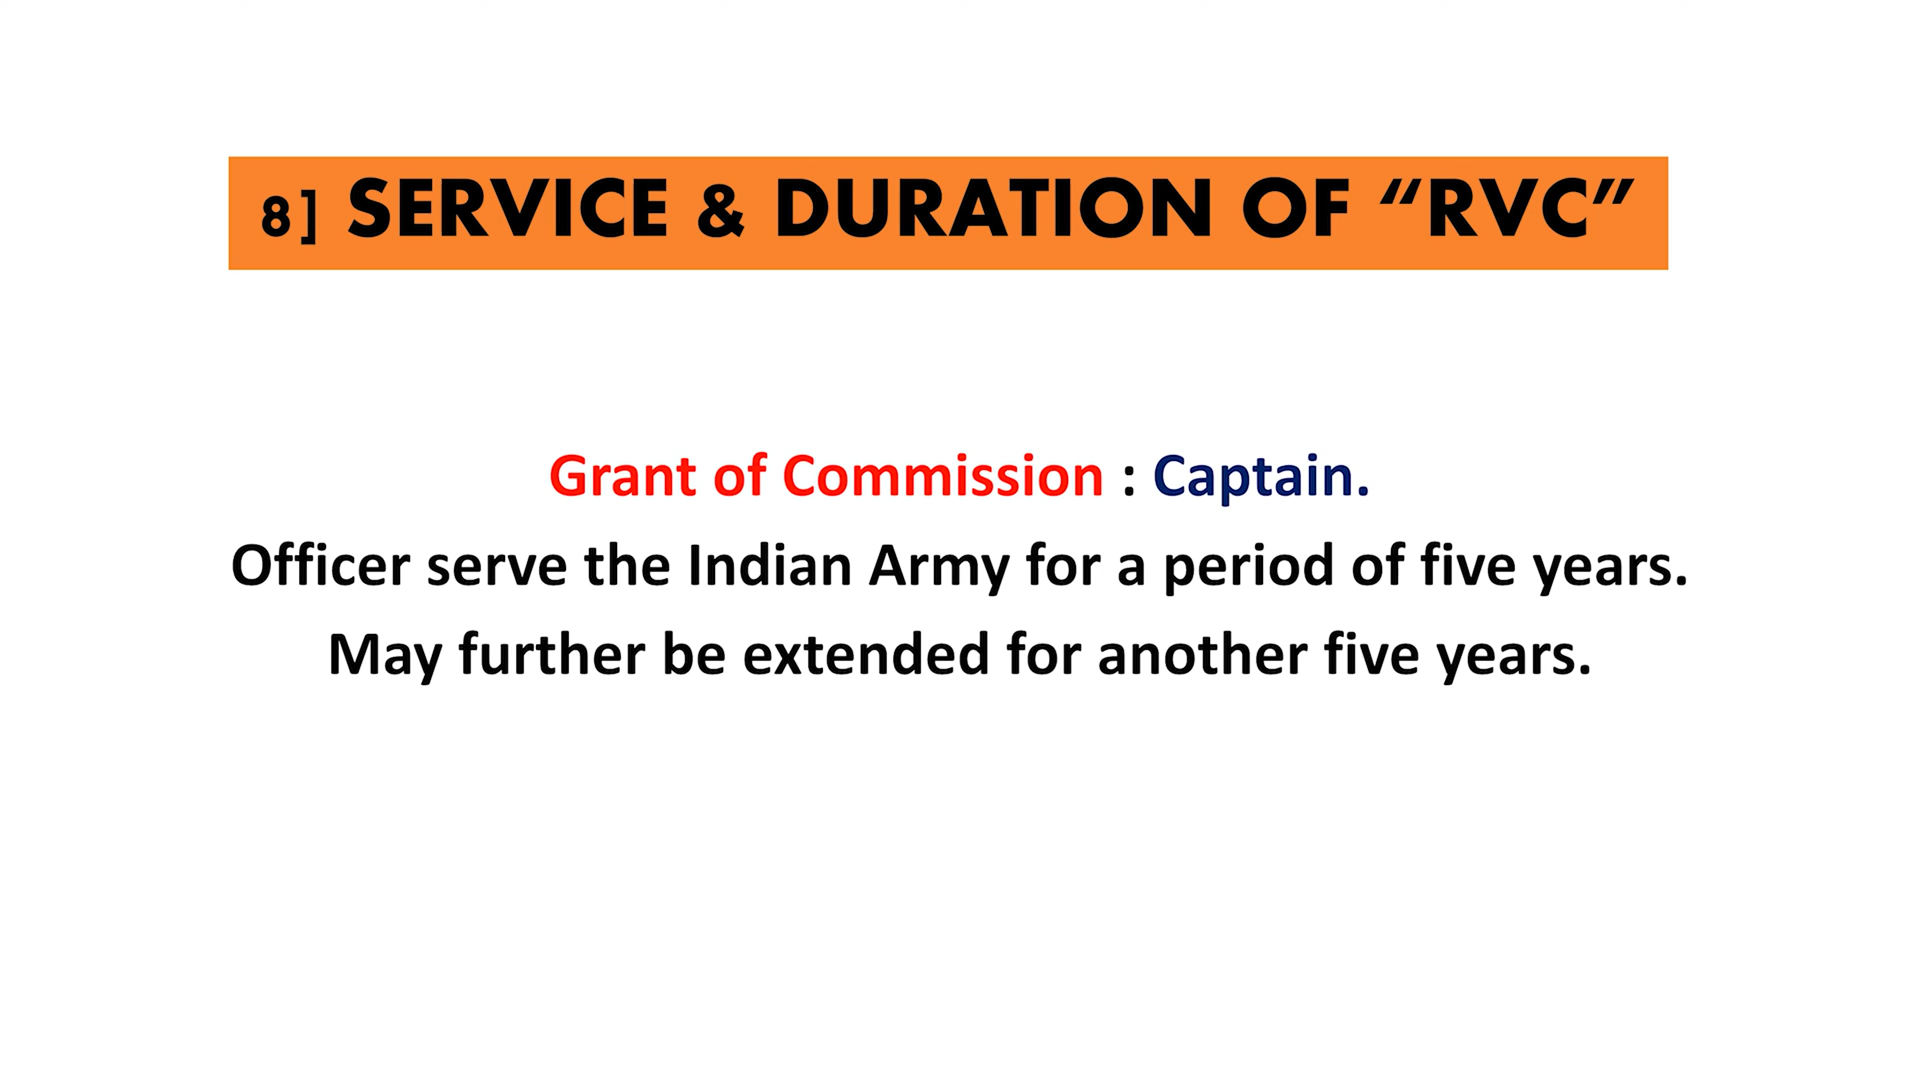 8] SERVICE & DURATION OF “RVC”
Grant of Commission : Captain.
Officer serve the Indian Army for a period of five years.
May further be extended for another five years.